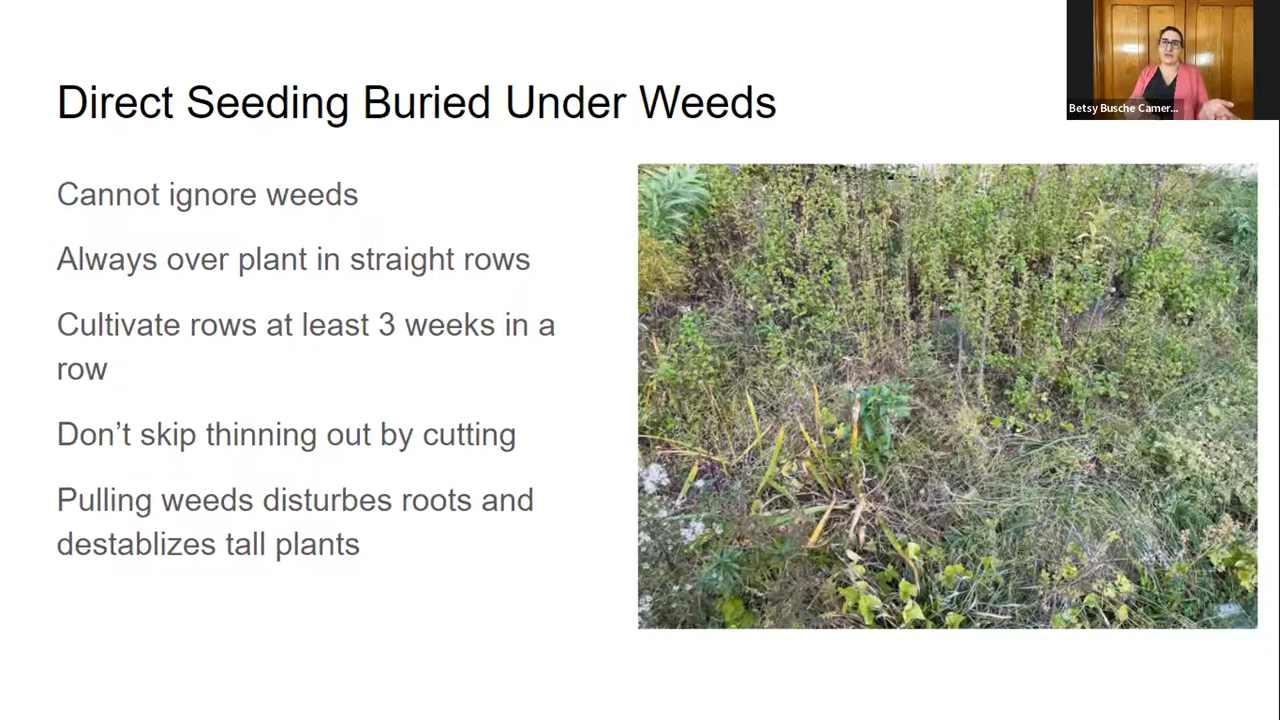 Betsy Busche Camer...
Direct Seeding Buried Under Weeds
Cannot ignore weeds
Always over plant in straight rows
Cultivate rows at least 3 weeks in a
row
Don’t skip thinning out by cutting
Pulling weeds disturbes roots and
destablizes tall plants